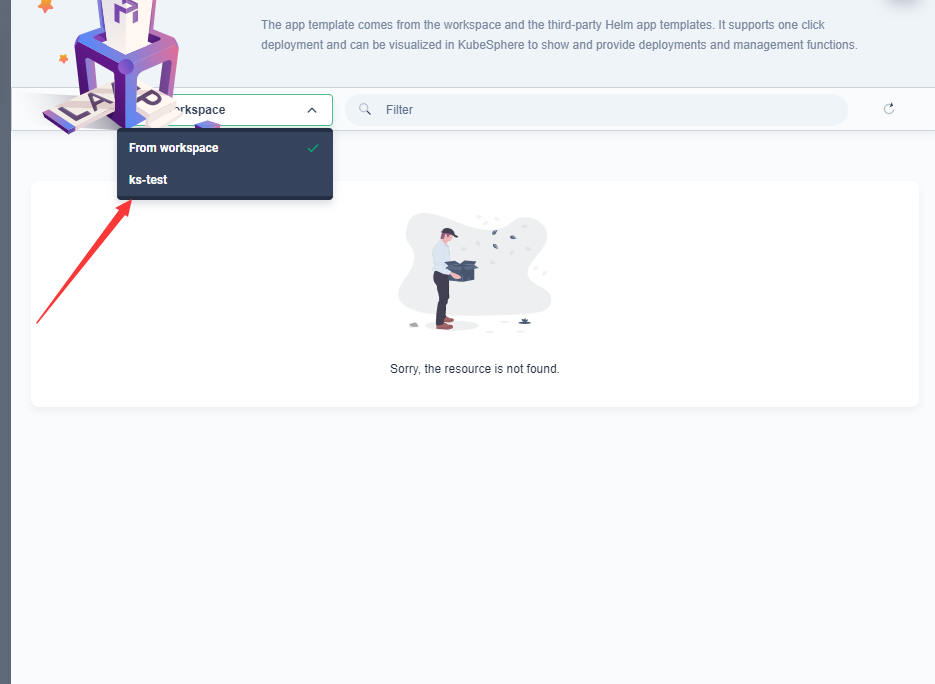 The app template comes from the workspace and the third-party Helm app templates. It supports one click
deployment and can be visualized in KubeSphere to show and provide deployments and management functions.
rkspace
Filter
From workspace
ks-test
Sorry, the resource is not found.